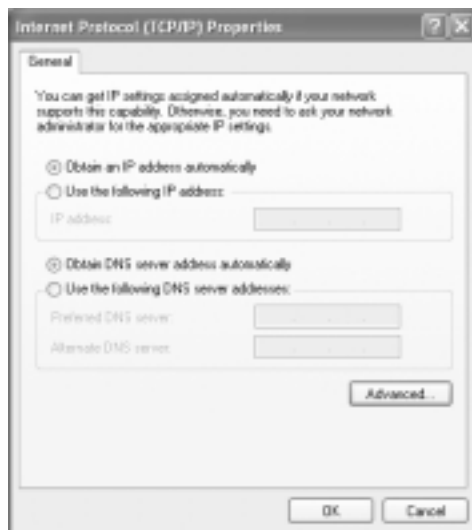 Internet Protocol (TCP/IP) Properties
General
You can get IP settings assigned automatically if your network
supports this capability. Otherwise, you need to ask your network
administrator for the appropriate IP settings.
Obtain an IP address automatically
Use the following IP address:
IP address:
Obtain DNS server address automatically
Use the following DNS server addresses:
Preferred DNS server:
Alternate DNS server:
Advanced...
OK
Cancel